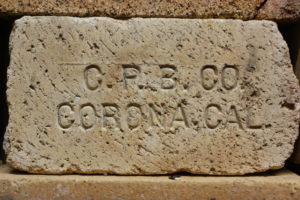 C. P. B. CO.
CORONA, CAL.